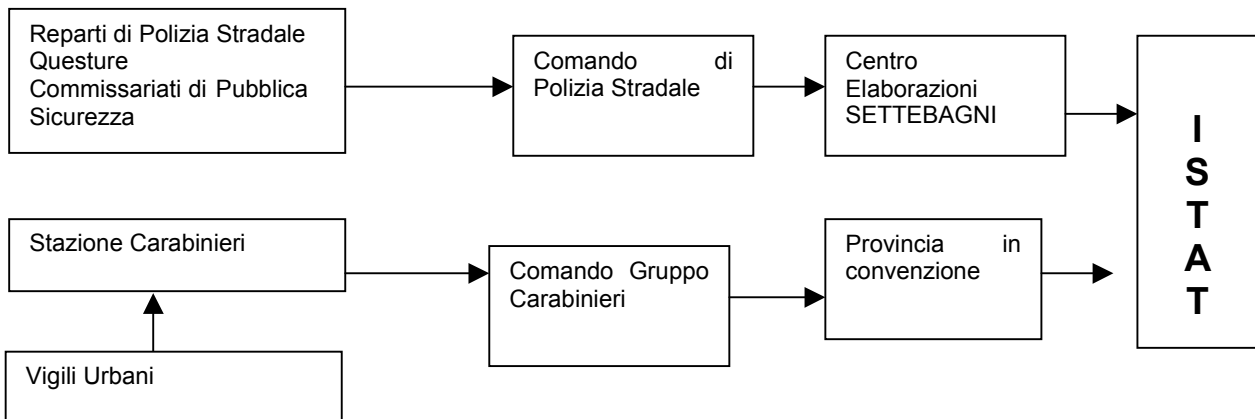 Reparti di Polizia Stradale
Questure
Commissariati di Pubblica
Sicurezza
Comando di
Polizia Stradale
Centro
Elaborazioni
SETTEBAGNI
I
S
T
A
T
Stazione Carabinieri
Comando Gruppo
Carabinieri
Provincia in
convenzione
Vigili Urbani